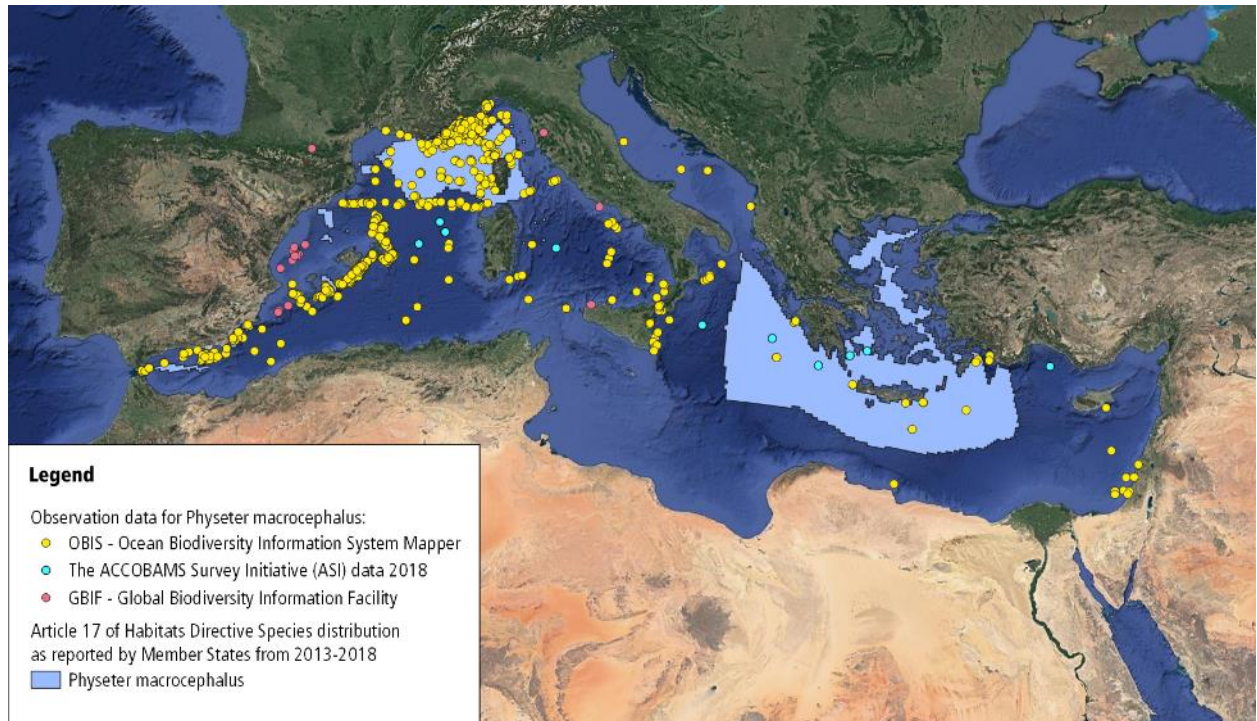 Legend
Observation data for Physeter macrocephalus:
OBIS - Ocean Biodiversity Information System Mapper
The ACCOBAMS Survey Initiative (ASI) data 2018
GBIF - Global Biodiversity Information Facility
Article 17 of Habitats Directive Species distribution
as reported by Member States from 2013-2018
Physeter macrocephalus